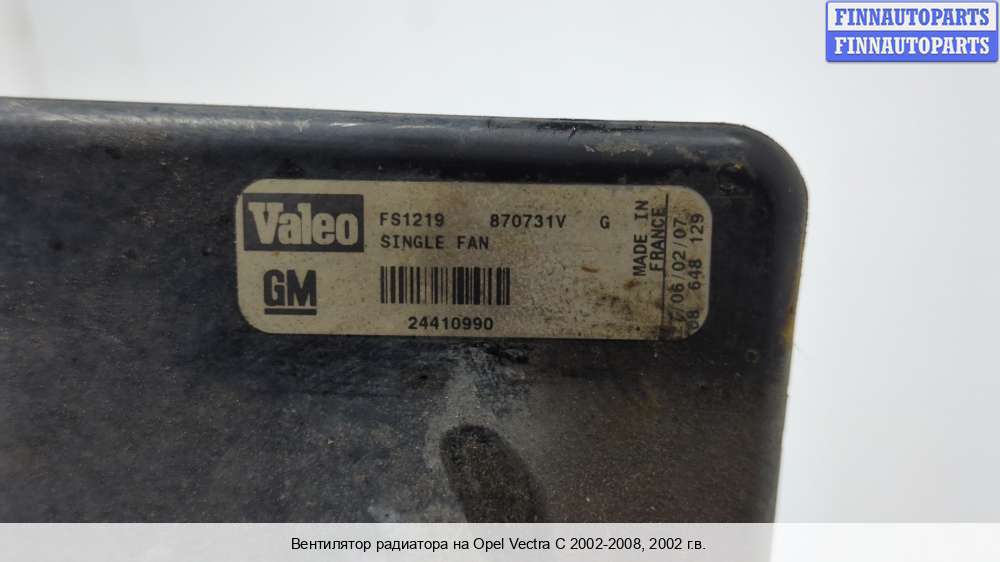 FINNAUTOPARTS
FINNAUTOPARTS
Valeo FS1219 870731V G
SINGLE FAN
GM
24410990
MADE IN
FRANCE
06/02/07
08 648 129
Вентилятор радиатора на Opel Vectra C 2002-2008, 2002 г.в.